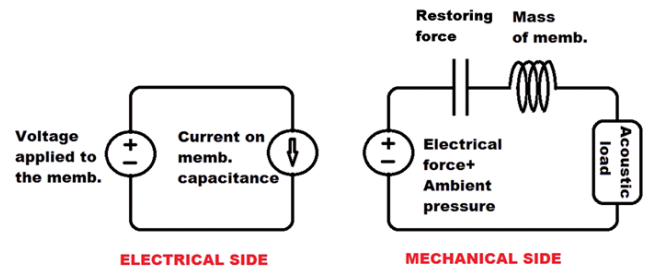 Restoring
force
Mass
of memb.
Voltage
applied to
the memb.
+
−
Current on
memb.
capacitance
+
−
Electrical
force+
Ambient
pressure
Acoustic
load
ELECTRICAL SIDE
MECHANICAL SIDE